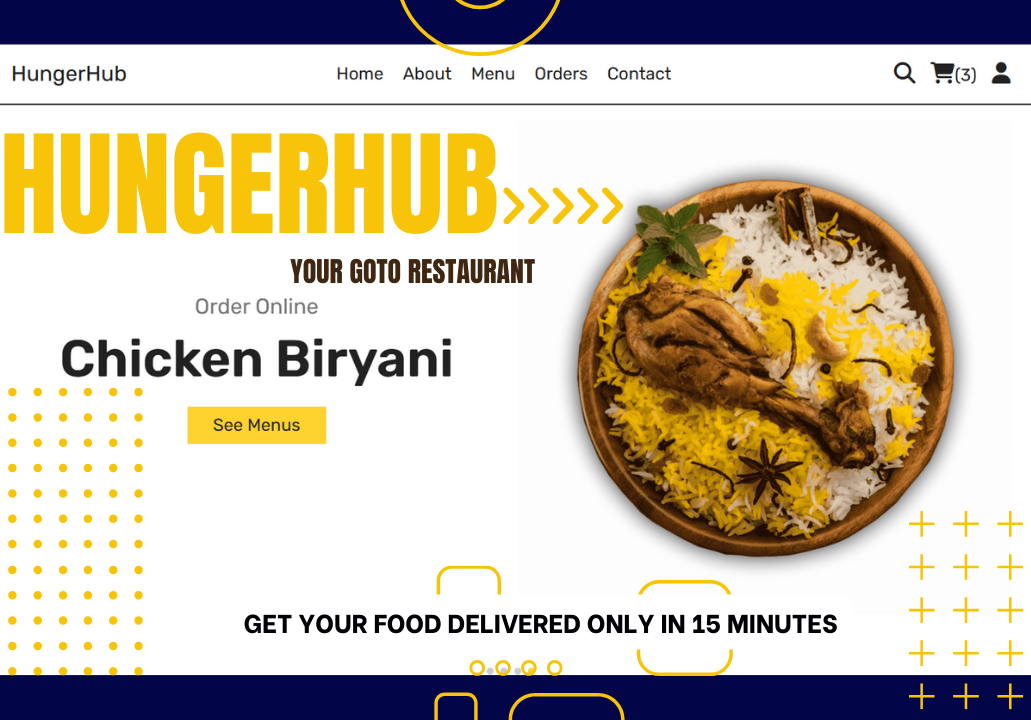 HungerHub
Home About Menu Orders Contact
(3)
HUNGERHUB
YOUR GOTO RESTAURANT
Order Online
Chicken Biryani
See Menus
GET YOUR FOOD DELIVERED ONLY IN 15 MINUTES